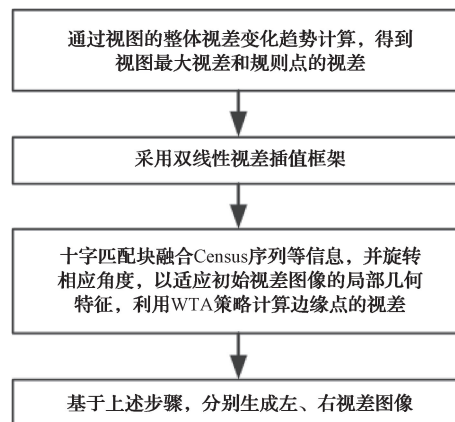 通过视图的整体视差变化趋势计算，得到
视图最大视差和规则点的视差
采用双线性视差插值框架
十字匹配块融合Census序列等信息，并旋转
相应角度，以适应初始视差图像的局部几何
特征，利用WTA策略计算边缘点的视差
基于上述步骤，分别生成左、右视差图像